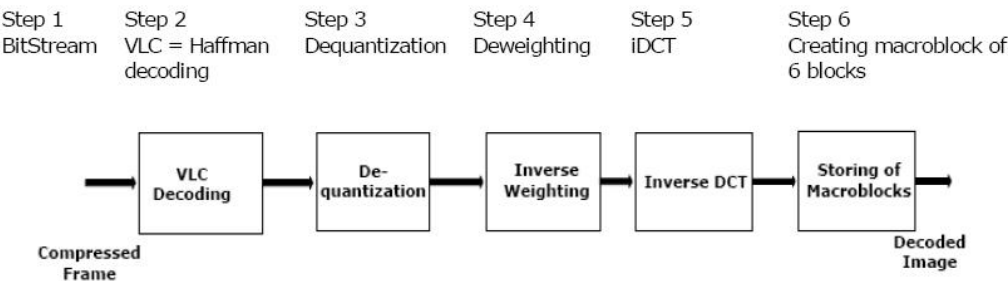 Step 1
BitStream
Step 2
VLC = Haffman
decoding
Step 3
Dequantization
Step 4
Deweighting
Step 5
iDCT
Step 6
Creating macroblock of
6 blocks
Compressed
Frame
VLC
Decoding
De-
quantization
Inverse
Weighting
Inverse DCT
Storing of
Macroblocks
Decoded
Image